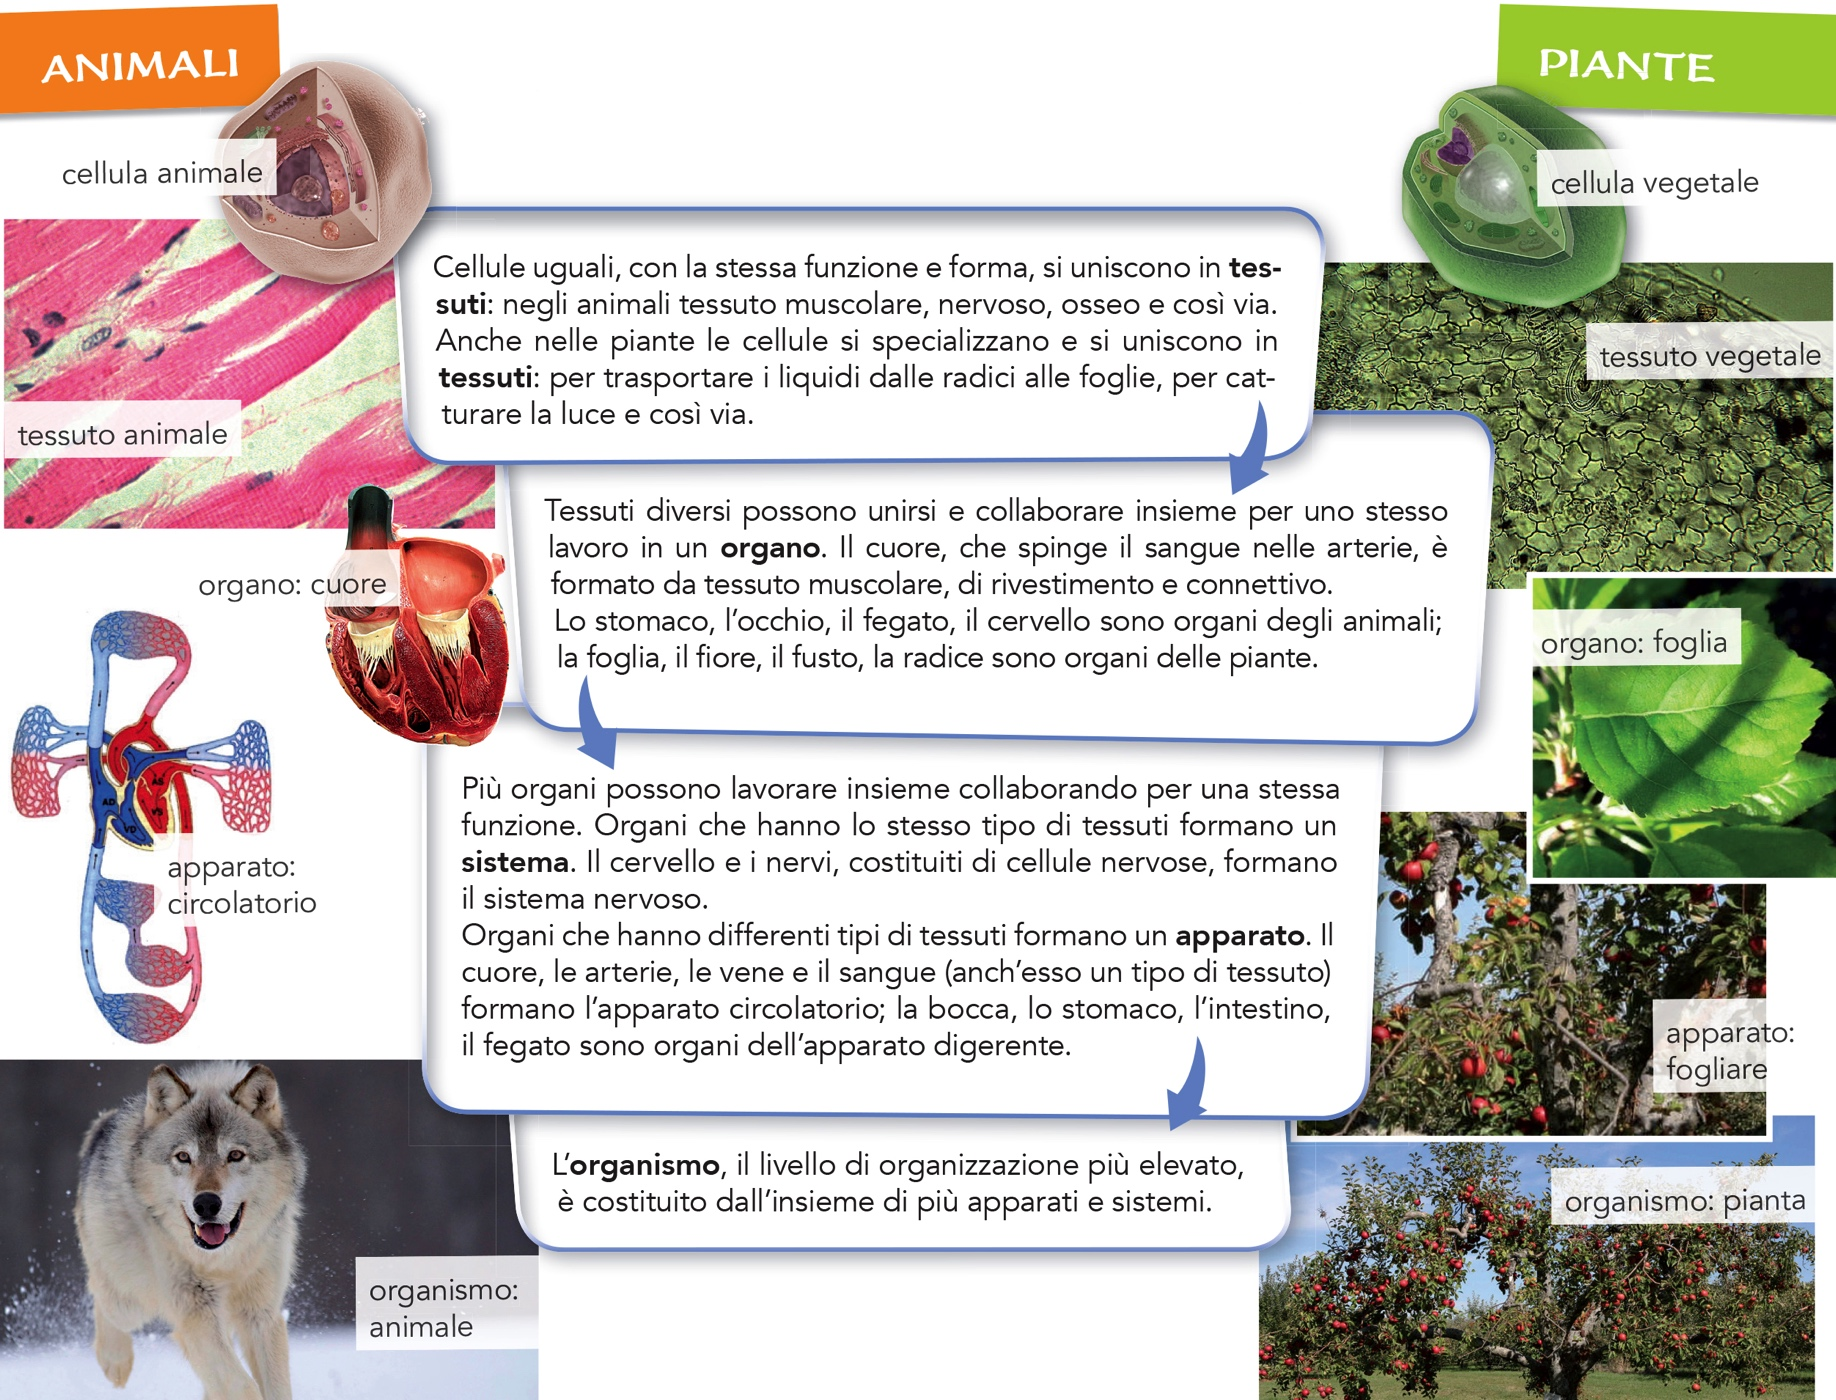 ANIMALI
PIANTE
cellula animale
cellula vegetale
Cellule uguali, con la stessa funzione e forma, si uniscono in tes-
suti: negli animali tessuto muscolare, nervoso, osseo e così via.
Anche nelle piante le cellule si specializzano e si uniscono in
tessuti: per trasportare i liquidi dalle radici alle foglie, per cat-
turare la luce e così via.
tessuto animale
tessuto vegetale
Tessuti diversi possono unirsi e collaborare insieme per uno stesso
lavoro in un organo. Il cuore, che spinge il sangue nelle arterie, è
formato da tessuto muscolare, di rivestimento e connettivo.
Lo stomaco, l'occhio, il fegato, il cervello sono organi degli animali;
la foglia, il fiore, il fusto, la radice sono organi delle piante.
organo: cuore
organo: foglia
Più organi possono lavorare insieme collaborando per una stessa
funzione. Organi che hanno lo stesso tipo di tessuti formano un
sistema. Il cervello e i nervi, costituiti di cellule nervose, formano
il sistema nervoso.
Organi che hanno differenti tipi di tessuti formano un apparato. Il
cuore, le arterie, le vene e il sangue (anch'esso un tipo di tessuto)
formano l'apparato circolatorio; la bocca, lo stomaco, l'intestino,
il fegato sono organi dell'apparato digerente.
AS
AD
VS
VD
apparato:
circolatorio
apparato:
fogliare
L'organismo, il livello di organizzazione più elevato,
è costituito dall'insieme di più apparati e sistemi.
organismo:
animale
organismo: pianta